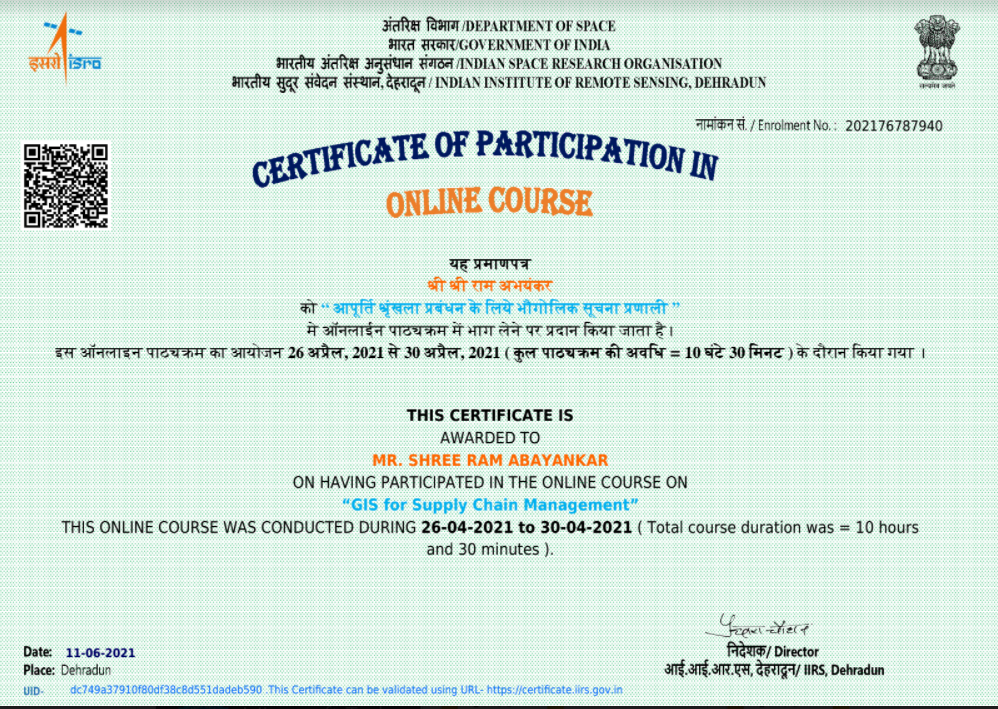 इसरो isro
अंतरिक्ष विभाग /DEPARTMENT OF SPACE
भारत सरकार/GOVERNMENT OF INDIA
भारतीय अंतरिक्ष अनुसंधान संगठन /INDIAN SPACE RESEARCH ORGANISATION
भारतीय सुदूर संवेदन संस्थान, देहरादून / INDIAN INSTITUTE OF REMOTE SENSING, DEHRADUN
सत्यमेव जयते
नामांकन सं. / Enrolment No. : 202176787940
CERTIFICATE OF PARTICIPATION IN
ONLINE COURSE
यह प्रमाणपत्र
श्री श्री राम अभयंकर
को “ आपूर्ति श्रृंखला प्रबंधन के लिये भौगोलिक सूचना प्रणाली ”
मे ऑनलाईन पाठ्यक्रम में भाग लेने पर प्रदान किया जाता है।
इस ऑनलाइन पाठ्यक्रम का आयोजन 26 अप्रैल, 2021 से 30 अप्रैल, 2021 ( कुल पाठ्यक्रम की अवधि = 10 घंटे 30 मिनट ) के दौरान किया गया ।
THIS CERTIFICATE IS
AWARDED TO
MR. SHREE RAM ABAYANKAR
ON HAVING PARTICIPATED IN THE ONLINE COURSE ON
“GIS for Supply Chain Management”
THIS ONLINE COURSE WAS CONDUCTED DURING 26-04-2021 to 30-04-2021 ( Total course duration was = 10 hours
and 30 minutes ).
निदेशक/ Director
आई.आई.आर.एस, देहरादून/ IIRS, Dehradun
Date: 11-06-2021
Place: Dehradun
UID- dc749a37910f80df38c8d551dadeb590 .This Certificate can be validated using URL- https://certificate.iirs.gov.in